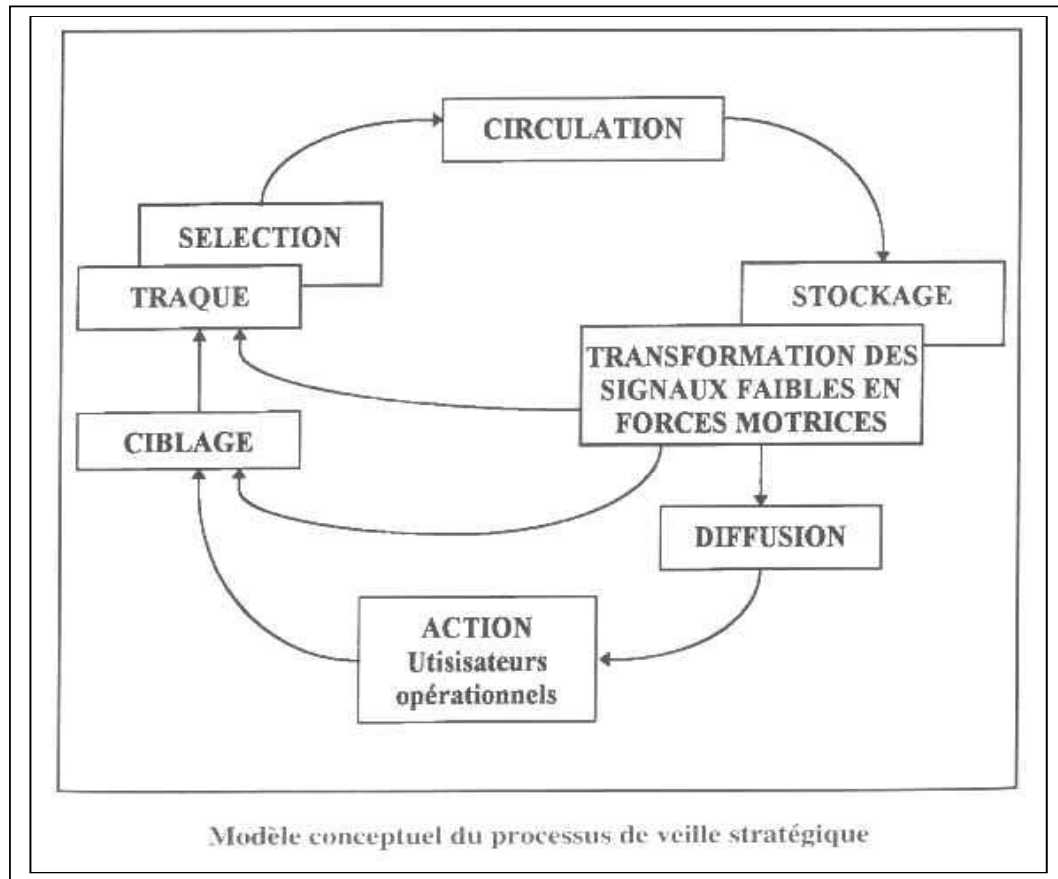 CIRCULATION
SELECTION
TRAQUE
STOCKAGE
TRANSFORMATION DES
SIGNAUX FAIBLES EN
FORCES MOTRICES
CIBLAGE
DIFFUSION
ACTION
Utisisateurs
opérationnels
Modèle conceptuel du processus de veille stratégique